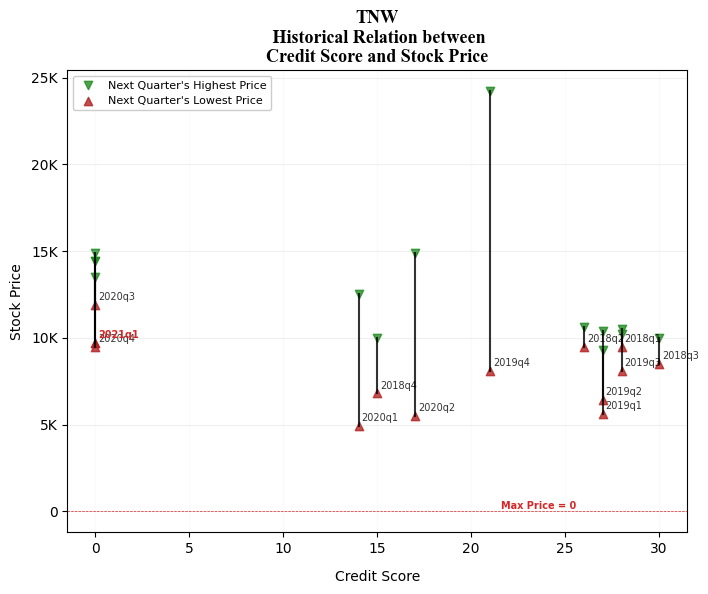 TNW
Historical Relation between
Credit Score and Stock Price
Next Quarter's Highest Price
Next Quarter's Lowest Price
25K
20K
15K
10K
5K
0
Stock Price
2020q3
2021q1
2020q4
2020q1
2018q4
2020q2
2019q4
2018q2
2018q1
2019q3
2018q3
2019q2
2019q1
Max Price = 0
0
5
10
15
20
25
30
Credit Score